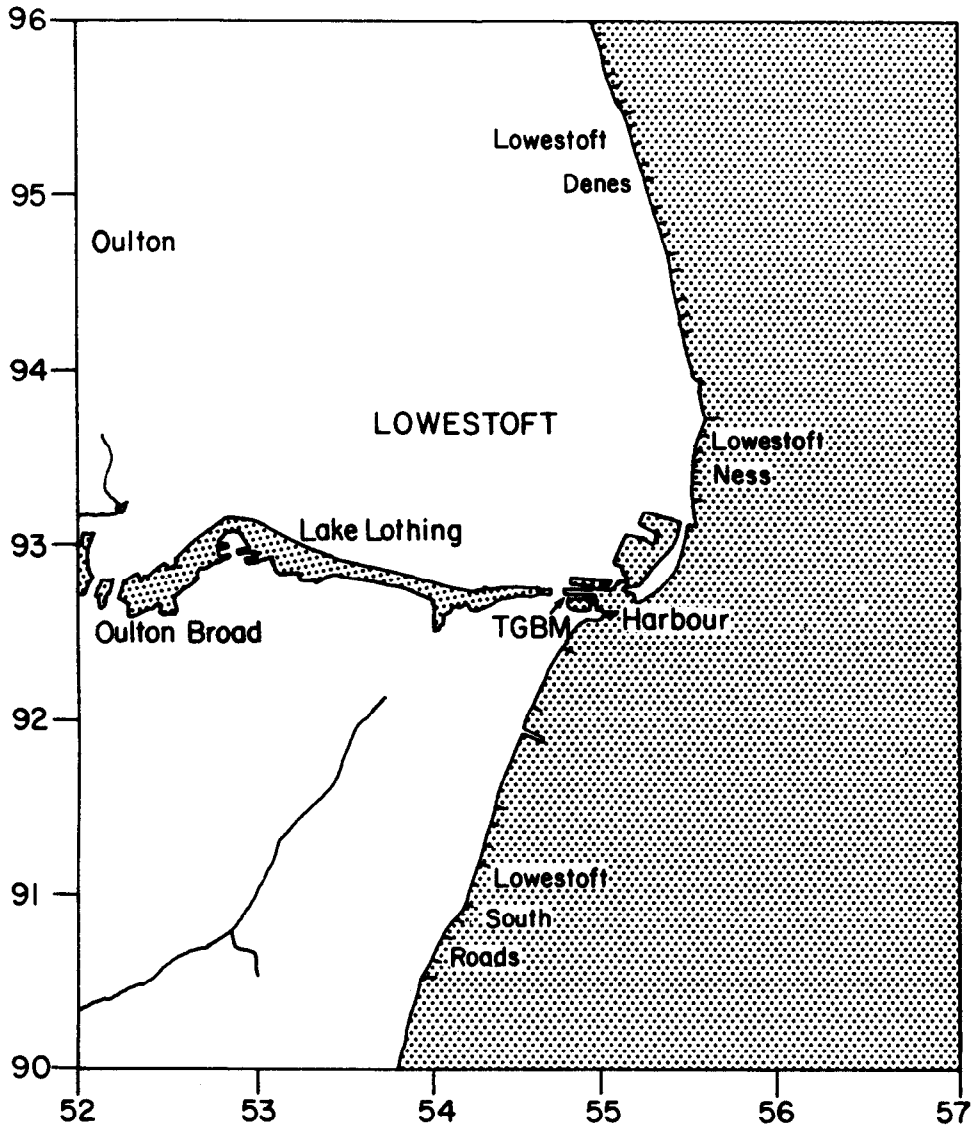 96
Lowestoft
Denes
95
Oulton
94
LOWESTOFT
Lowestoft
Ness
Lake Lothing
93
Oulton Broad
TGBM
Harbour
92
91
Lowestoft
South
Roads
90
52 53 54 55 56 57